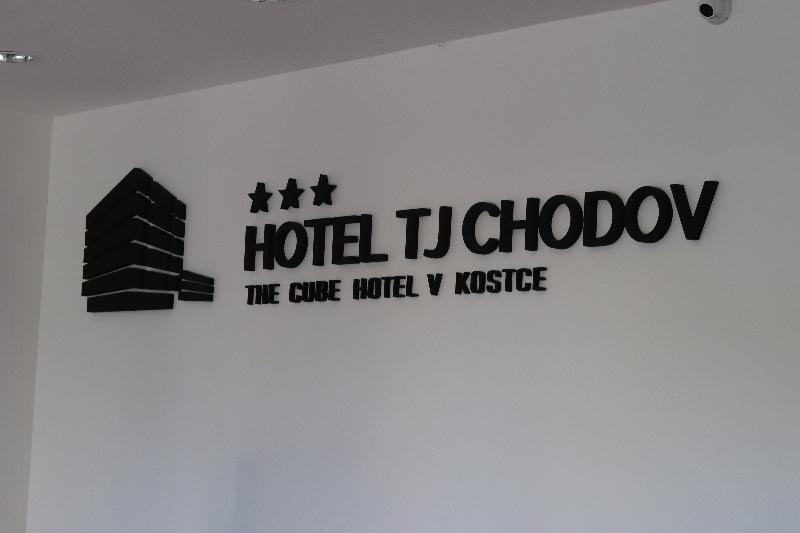 HOTEL TJ CHODOV
THE CUBE HOTEL V KOSTCE